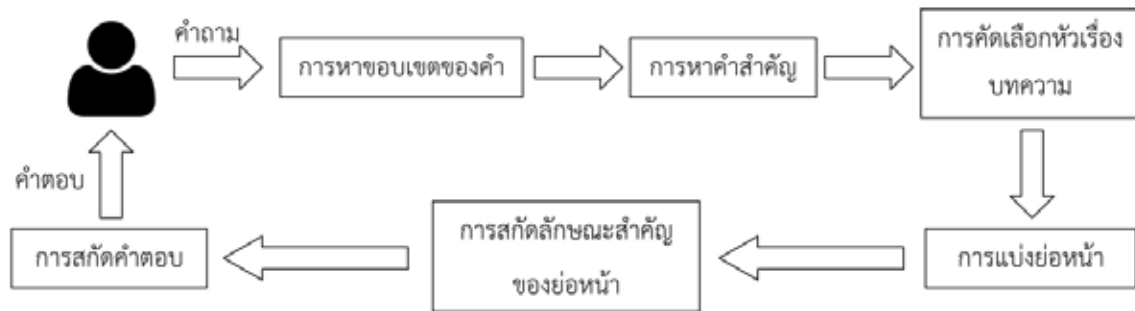 คำถาม
การหาขอบเขตของคำ
การหาคำสำคัญ
การคัดเลือกหัวเรื่อง
บทความ
การแบ่งย่อหน้า
การสกัดลักษณะสำคัญ
ของย่อหน้า
การสกัดคำตอบ
คำตอบ